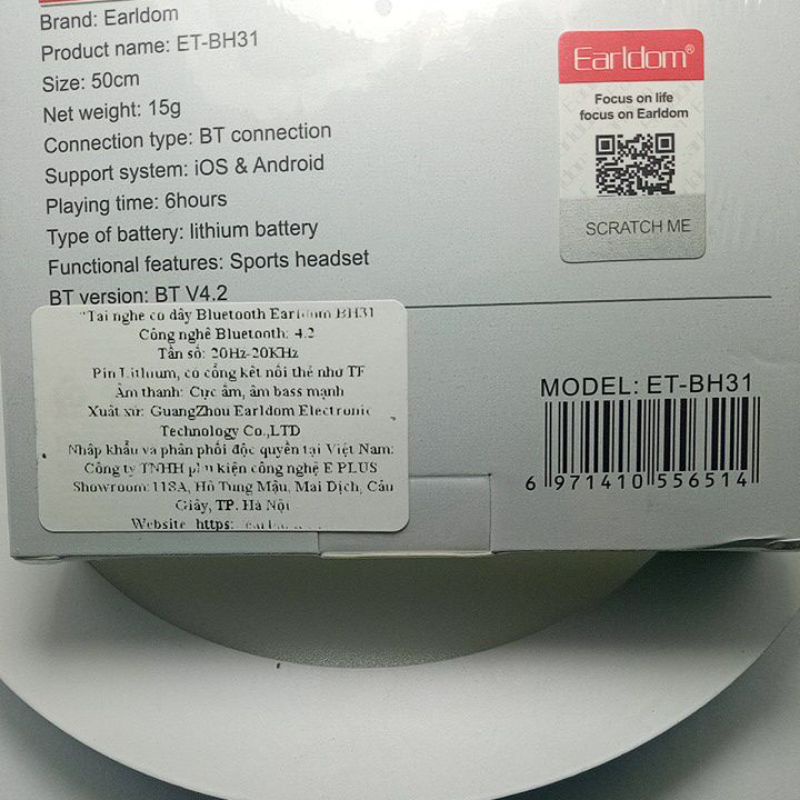 Brand: Earldom
Product name: ET-BH31
Size: 50cm
Net weight: 15g
Connection type: BT connection
Support system: iOS & Android
Playing time: 6hours
Type of battery: lithium battery
Functional features: Sports headset
BT version: BT V4.2
Earldom®
Focus on life
focus on Earldom
SCRATCH ME
"Tai nghe có dây Bluetooth Earldom BH31
Công nghệ Bluetooth: 4.2
Tần số: 20Hz-20KHz
Pin Lithium, có cổng kết nối thẻ nhớ TF
Âm thanh: Cực ấm, âm bass mạnh
Xuất xứ: GuangZhou Earldom Electronic
Technology Co.,LTD
Nhập khẩu và phân phối độc quyền tại Việt Nam:
Công ty TNHH phụ kiện công nghệ E PLUS
Showroom: 118A, Hồ Tùng Mậu, Mai Dịch, Cầu
Giấy, TP. Hà Nội
Website https:
MODEL: ET-BH31
6 971410 556514